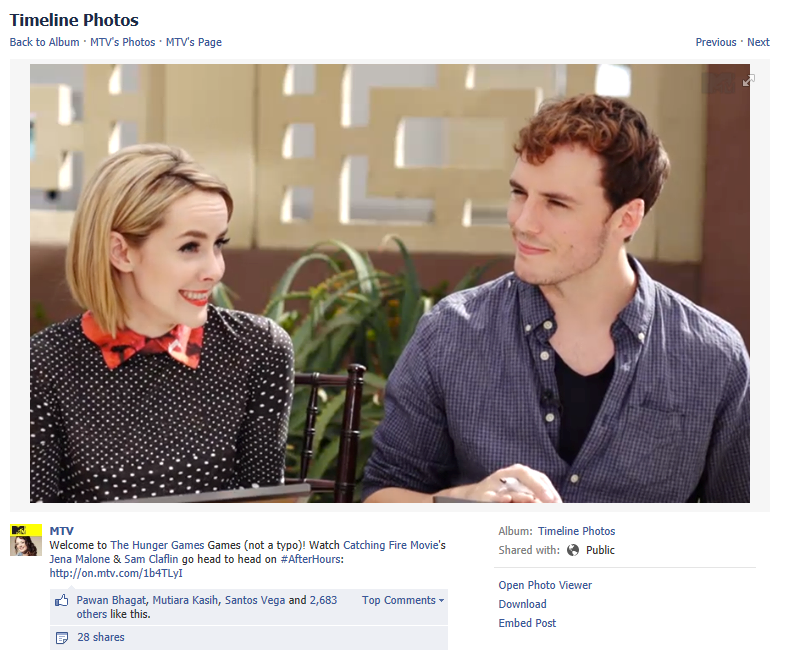 Timeline Photos
Back to Album · MTV's Photos · MTV's Page
Previous · Next
MTV
Welcome to The Hunger Games Games (not a typo)! Watch Catching Fire Movie's
Jena Malone & Sam Claflin go head to head on #AfterHours:
http://on.mtv.com/1b4TLyI
Pawan Bhagat, Mutiara Kasih, Santos Vega and 2,683
others like this.
Top Comments
28 shares
Album: Timeline Photos
Shared with: Public
Open Photo Viewer
Download
Embed Post